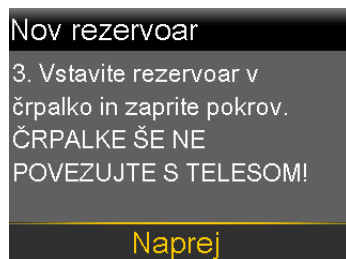 Nov rezervoar
3. Vstavite rezervoar v
črpalko in zaprite pokrov.
ČRPALKE ŠE NE
POVEZUJTE S TELESOM!
Naprej